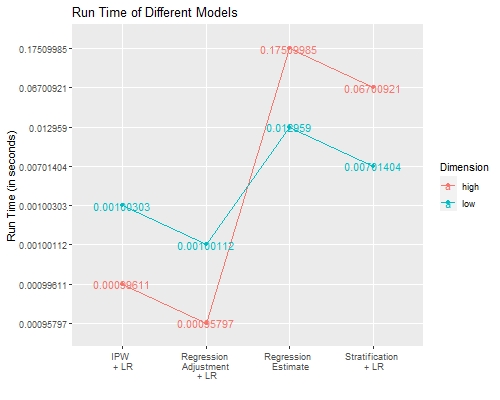 Run Time of Different Models
Run Time (in seconds)
0.17509985
0.06700921
0.012959
0.00701404
0.00100303
0.00100112
0.00099611
0.00095797
0.17509985
0.06700921
0.012959
0.00701404
0.00100303
0.00100112
0.00099611
0.00095797
IPW
+ LR
Regression
Adjustment
+ LR
Regression
Estimate
Stratification
+ LR
Dimension
a high
a low